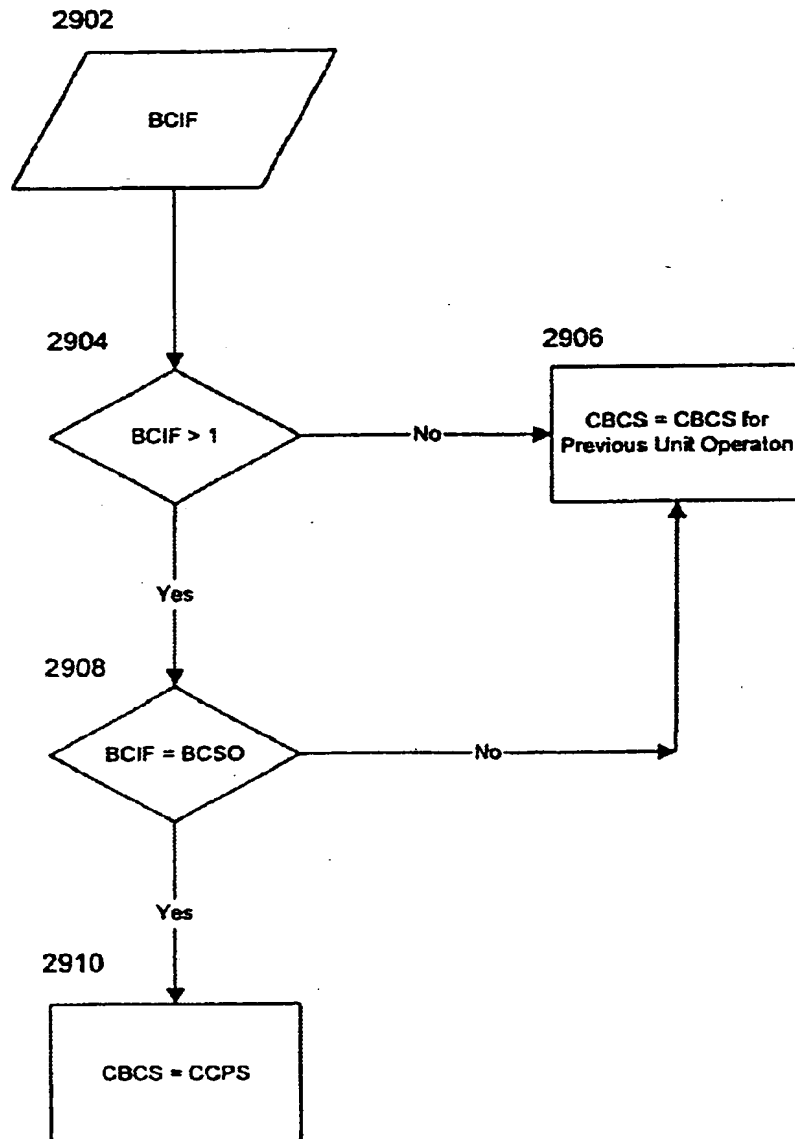 2902
BCIF
2904
BCIF > 1
No
2906
CBCS = CBCS for
Previous Unit Operaton
Yes
2908
BCIF = BCSO
No
Yes
2910
CBCS = CCPS